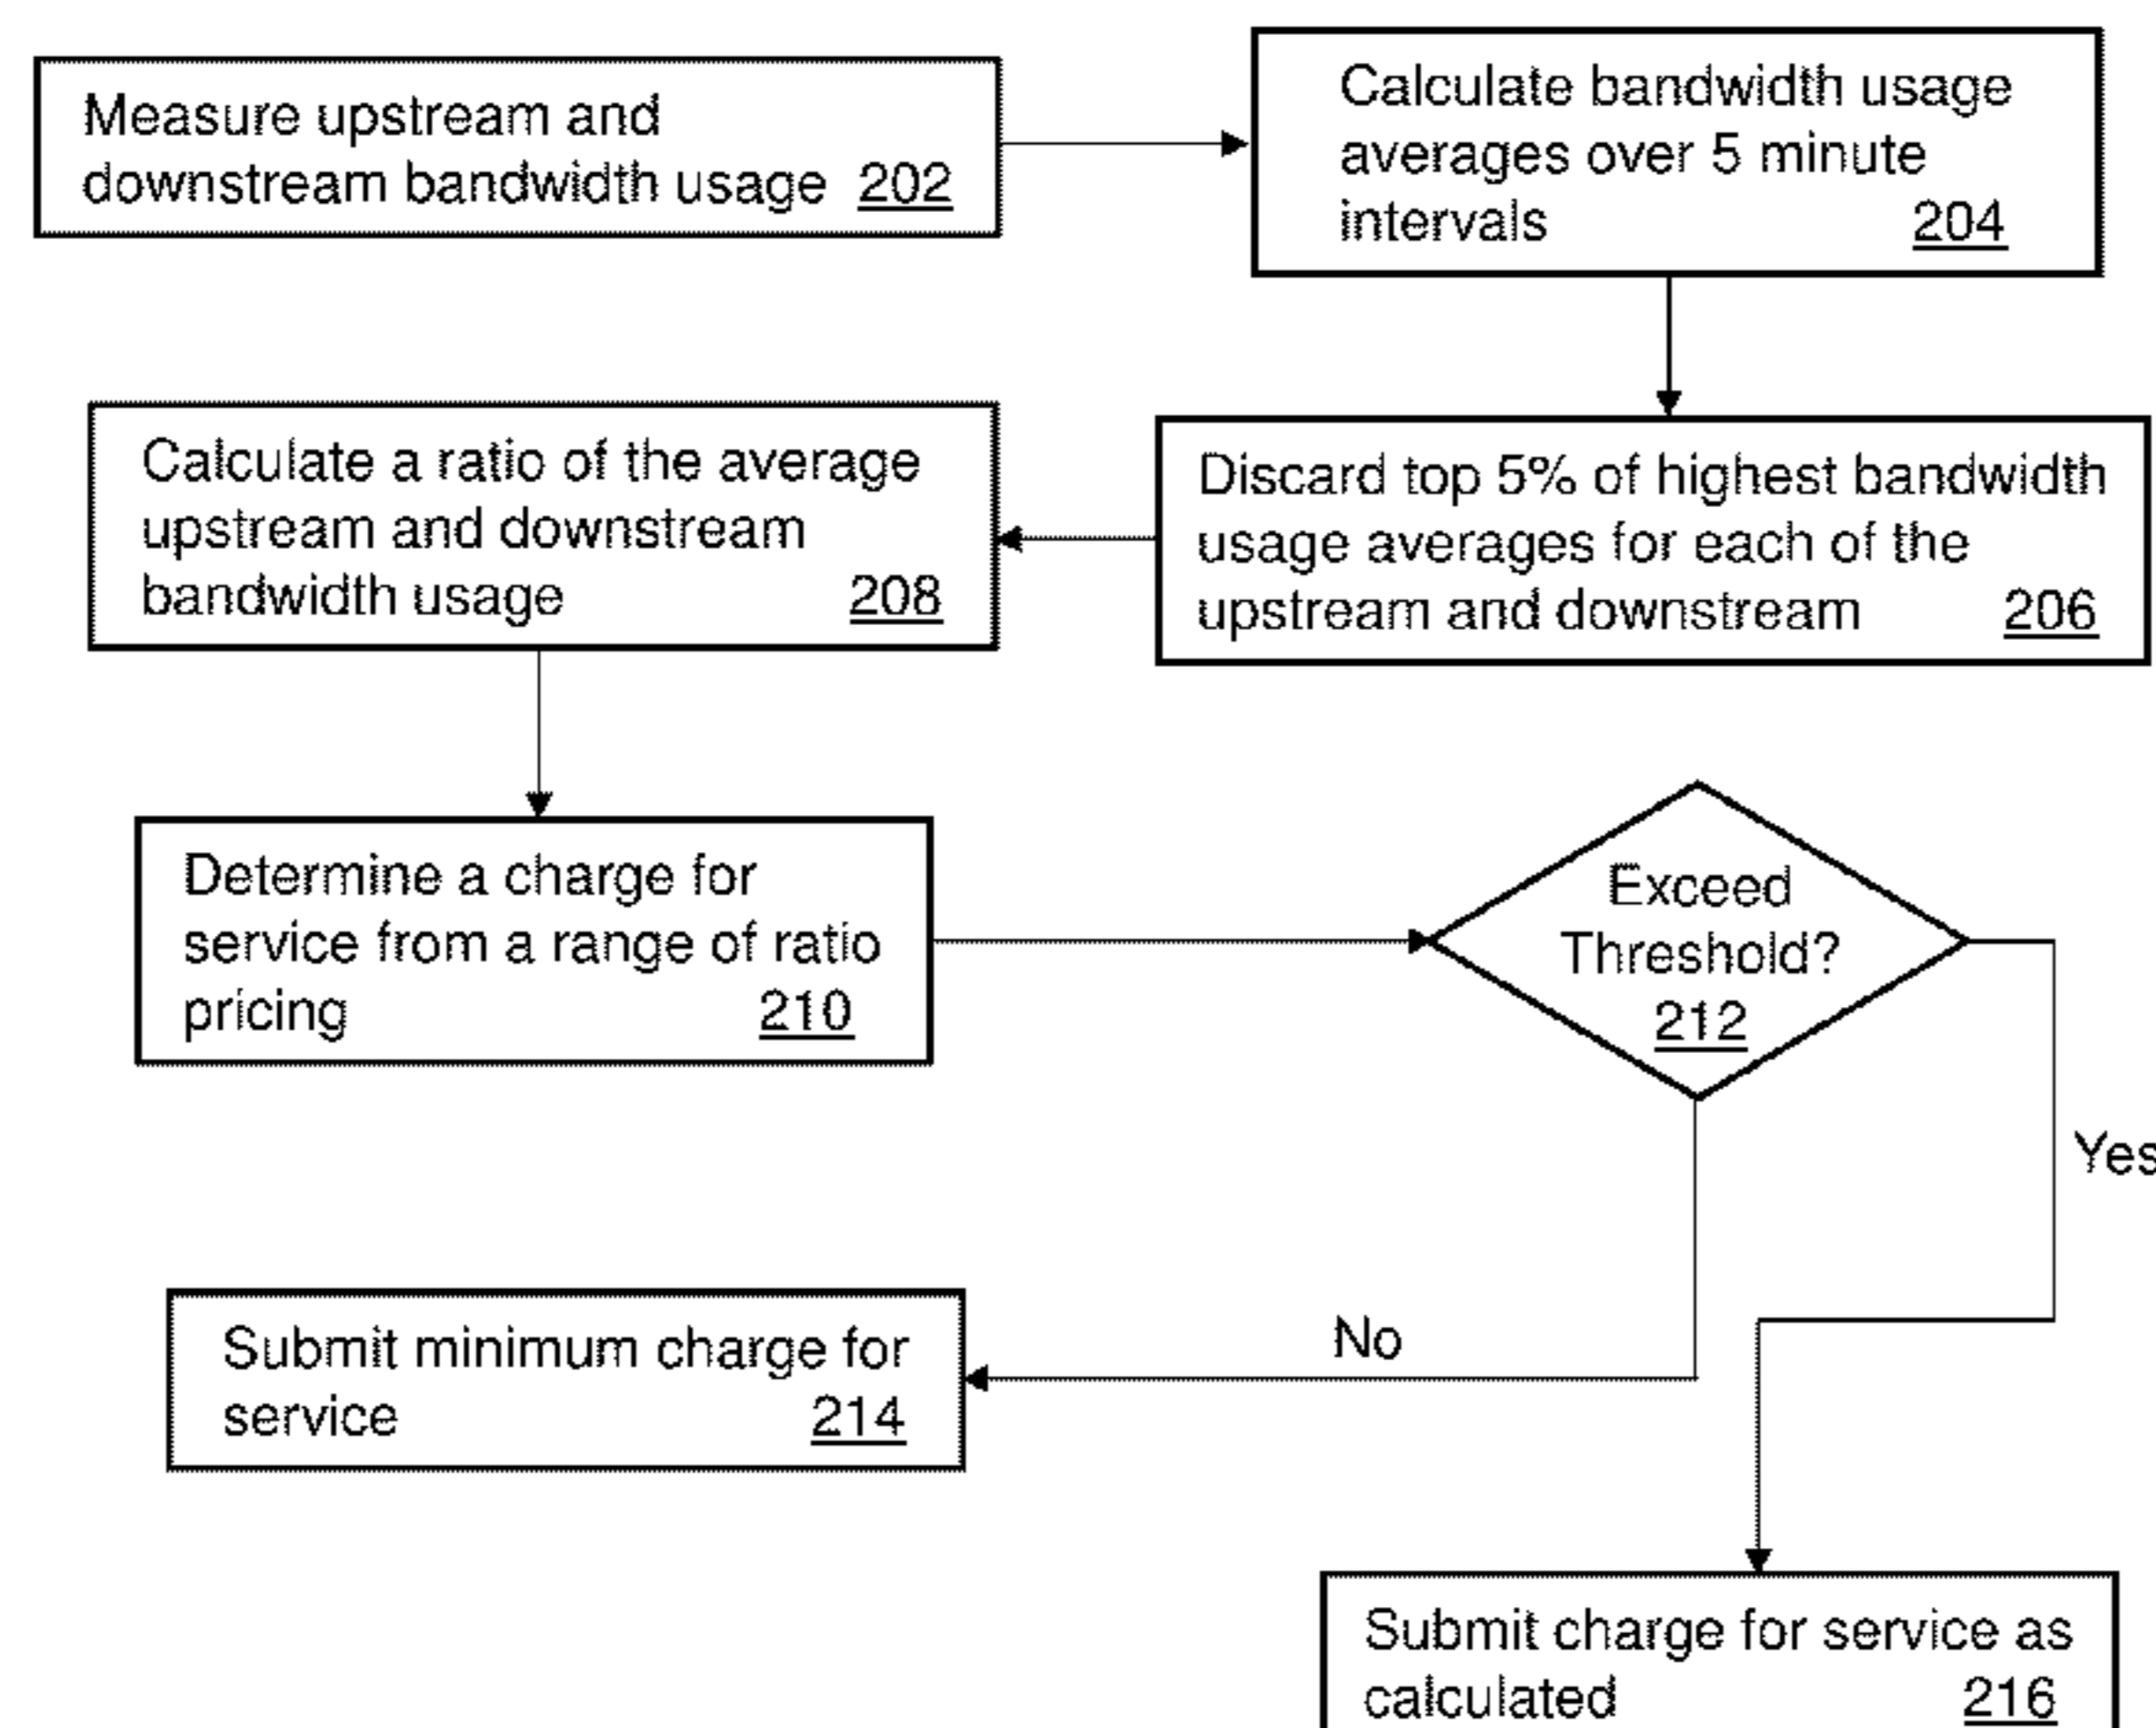 Measure upstream and
downstream bandwidth usage 202
Calculate bandwidth usage
averages over 5 minute
intervals 204
Discard top 5% of highest bandwidth
usage averages for each of the
upstream and downstream 206
Calculate a ratio of the average
upstream and downstream
bandwidth usage 208
Determine a charge for
service from a range of ratio
pricing 210
Exceed
Threshold?
212
Yes
No
Submit minimum charge for
service 214
Submit charge for service as
calculated 216